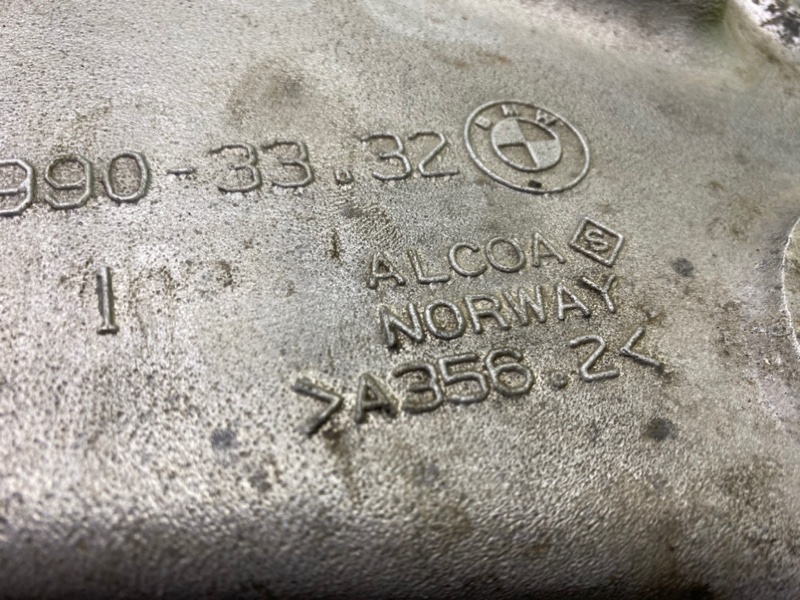 990-33.32 BMW
I
ALCOA S
NORWAY
>A356.2<